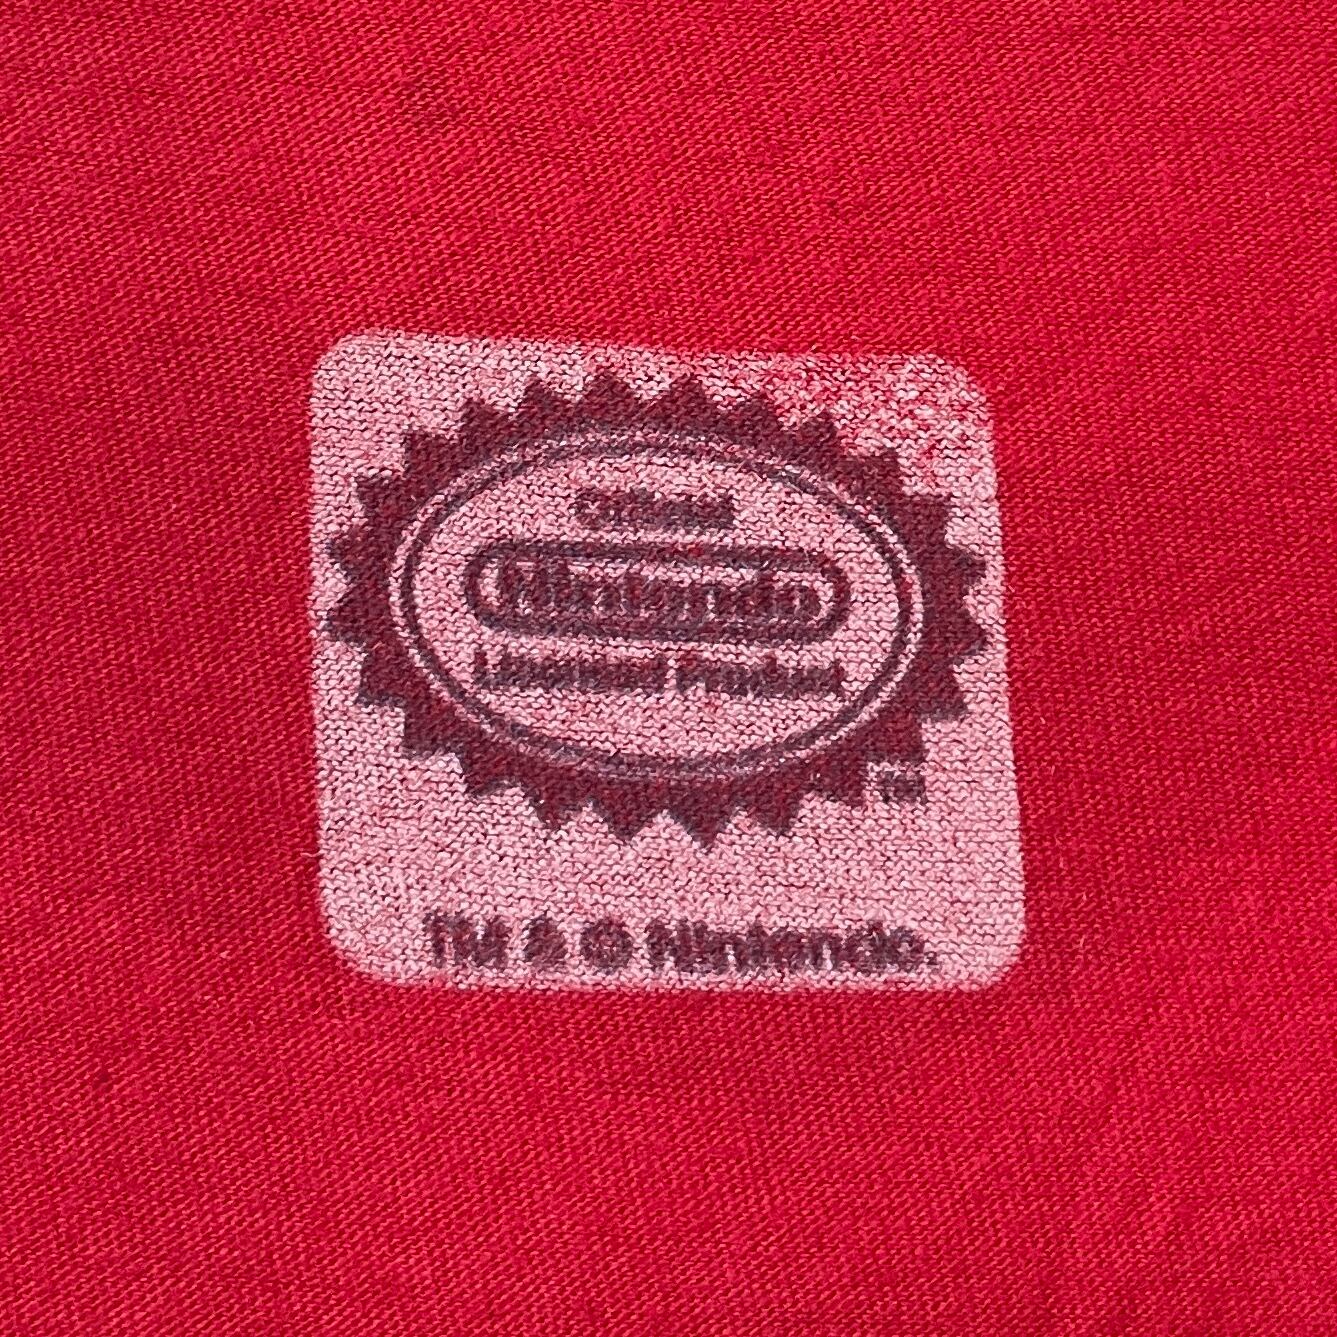 Official
Nintendo
Licensed Product
TM
TM & © Nintendo.